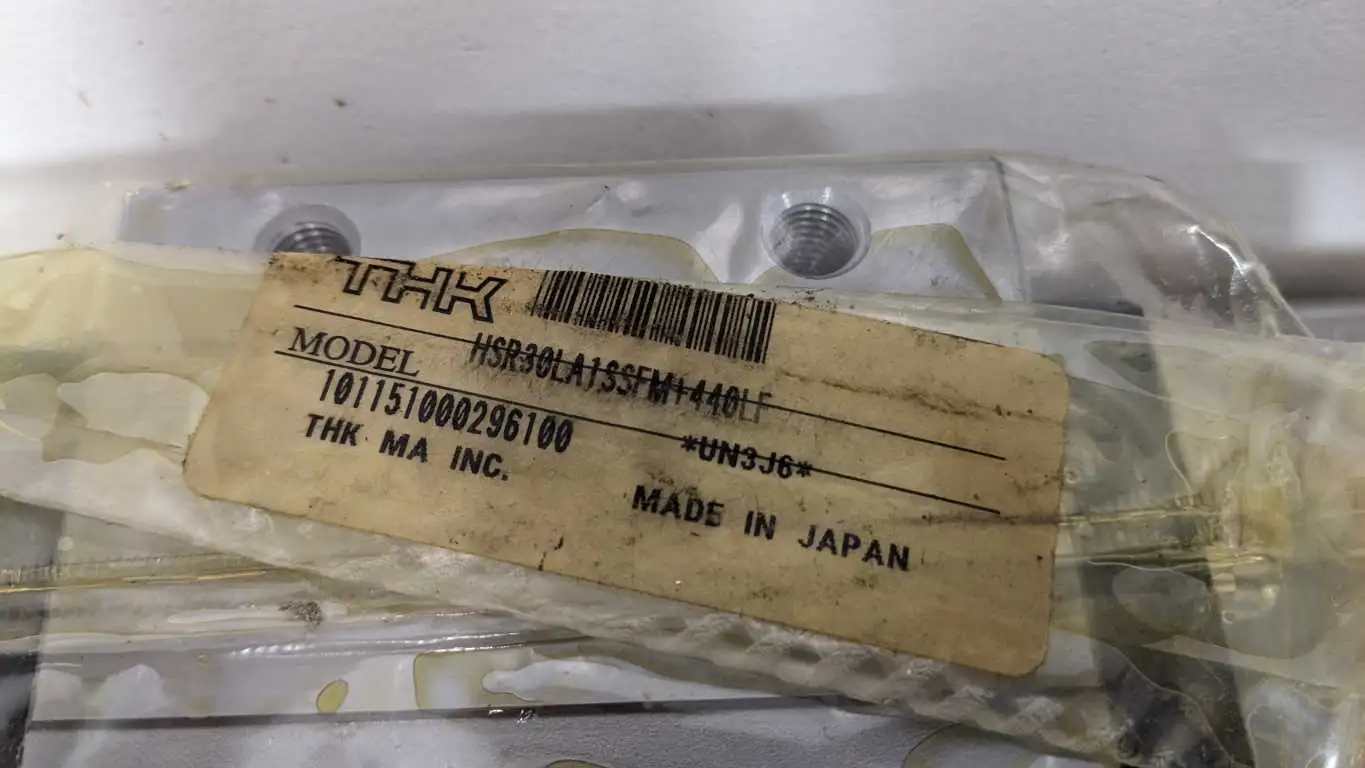 THK
MODEL HSR30LA1SSFM+440LF
101151000296100 *UN3J6*
THK MA INC.
MADE IN JAPAN